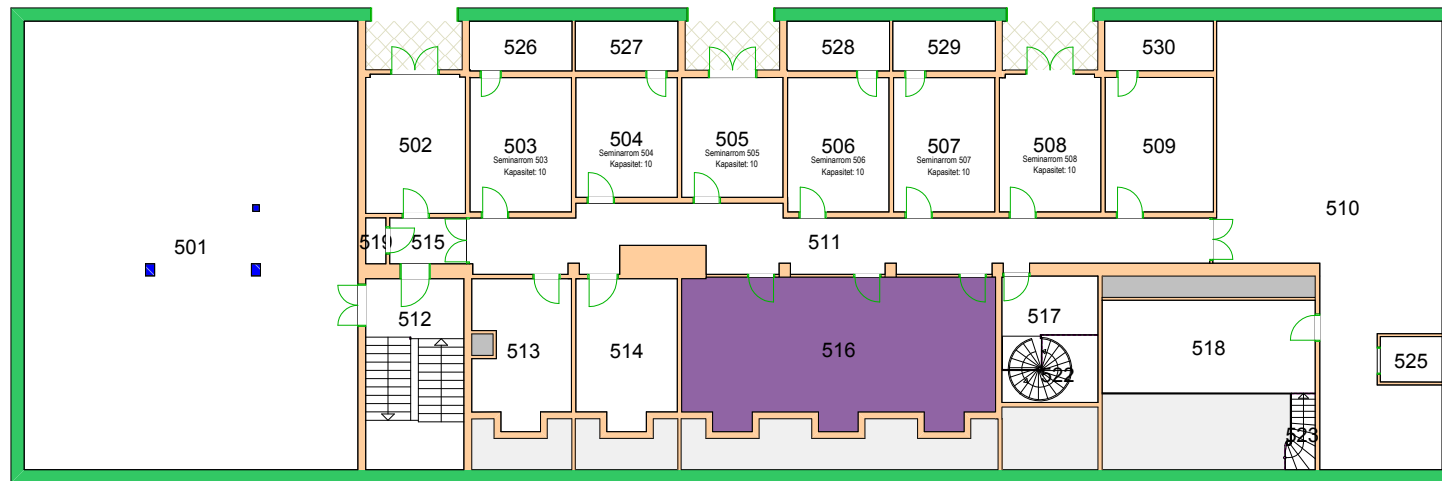 526
527
528
529
530
502
503
Seminarrom 503
Kapasitet: 10
504
Seminarrom 504
Kapasitet: 10
505
Seminarrom 505
Kapasitet: 10
506
Seminarrom 506
Kapasitet: 10
507
Seminarrom 507
Kapasitet: 10
508
Seminarrom 508
Kapasitet: 10
509
510
501
519
515
511
512
513
514
516
517
522
518
525
523